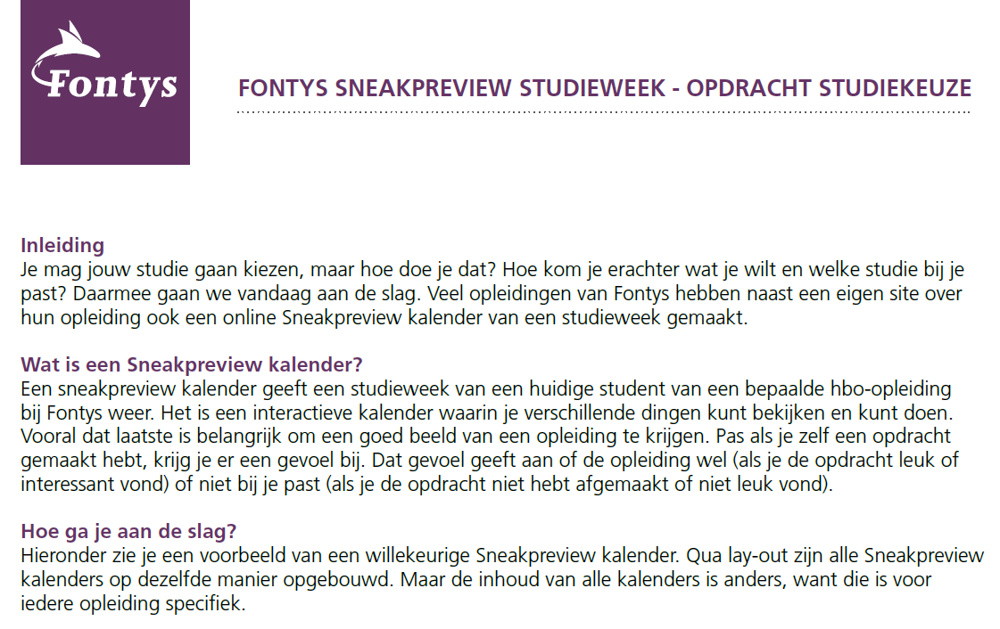 Fontys
FONTYS SNEAKPREVIEW STUDIEWEEK - OPDRACHT STUDIEKEUZE
Inleiding
Je mag jouw studie gaan kiezen, maar hoe doe je dat? Hoe kom je erachter wat je wilt en welke studie bij je
past? Daarmee gaan we vandaag aan de slag. Veel opleidingen van Fontys hebben naast een eigen site over
hun opleiding ook een online Sneakpreview kalender van een studieweek gemaakt.
Wat is een Sneakpreview kalender?
Een sneakpreview kalender geeft een studieweek van een huidige student van een bepaalde hbo-opleiding
bij Fontys weer. Het is een interactieve kalender waarin je verschillende dingen kunt bekijken en kunt doen.
Vooral dat laatste is belangrijk om een goed beeld van een opleiding te krijgen. Pas als je zelf een opdracht
gemaakt hebt, krijg je er een gevoel bij. Dat gevoel geeft aan of de opleiding wel (als je de opdracht leuk of
interessant vond) of niet bij je past (als je de opdracht niet hebt afgemaakt of niet leuk vond).
Hoe ga je aan de slag?
Hieronder zie je een voorbeeld van een willekeurige Sneakpreview kalender. Qua lay-out zijn alle Sneakpreview
kalenders op dezelfde manier opgebouwd. Maar de inhoud van alle kalenders is anders, want die is voor
iedere opleiding specifiek.